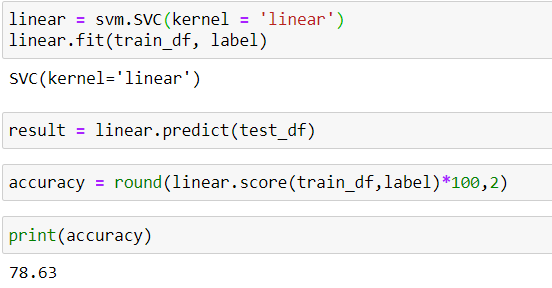 linear = svm.SVC(kernel = 'linear')
linear.fit(train_df, label)
SVC(kernel='linear')
result = linear.predict(test_df)
accuracy = round(linear.score(train_df,label)*100,2)
print(accuracy)
78.63